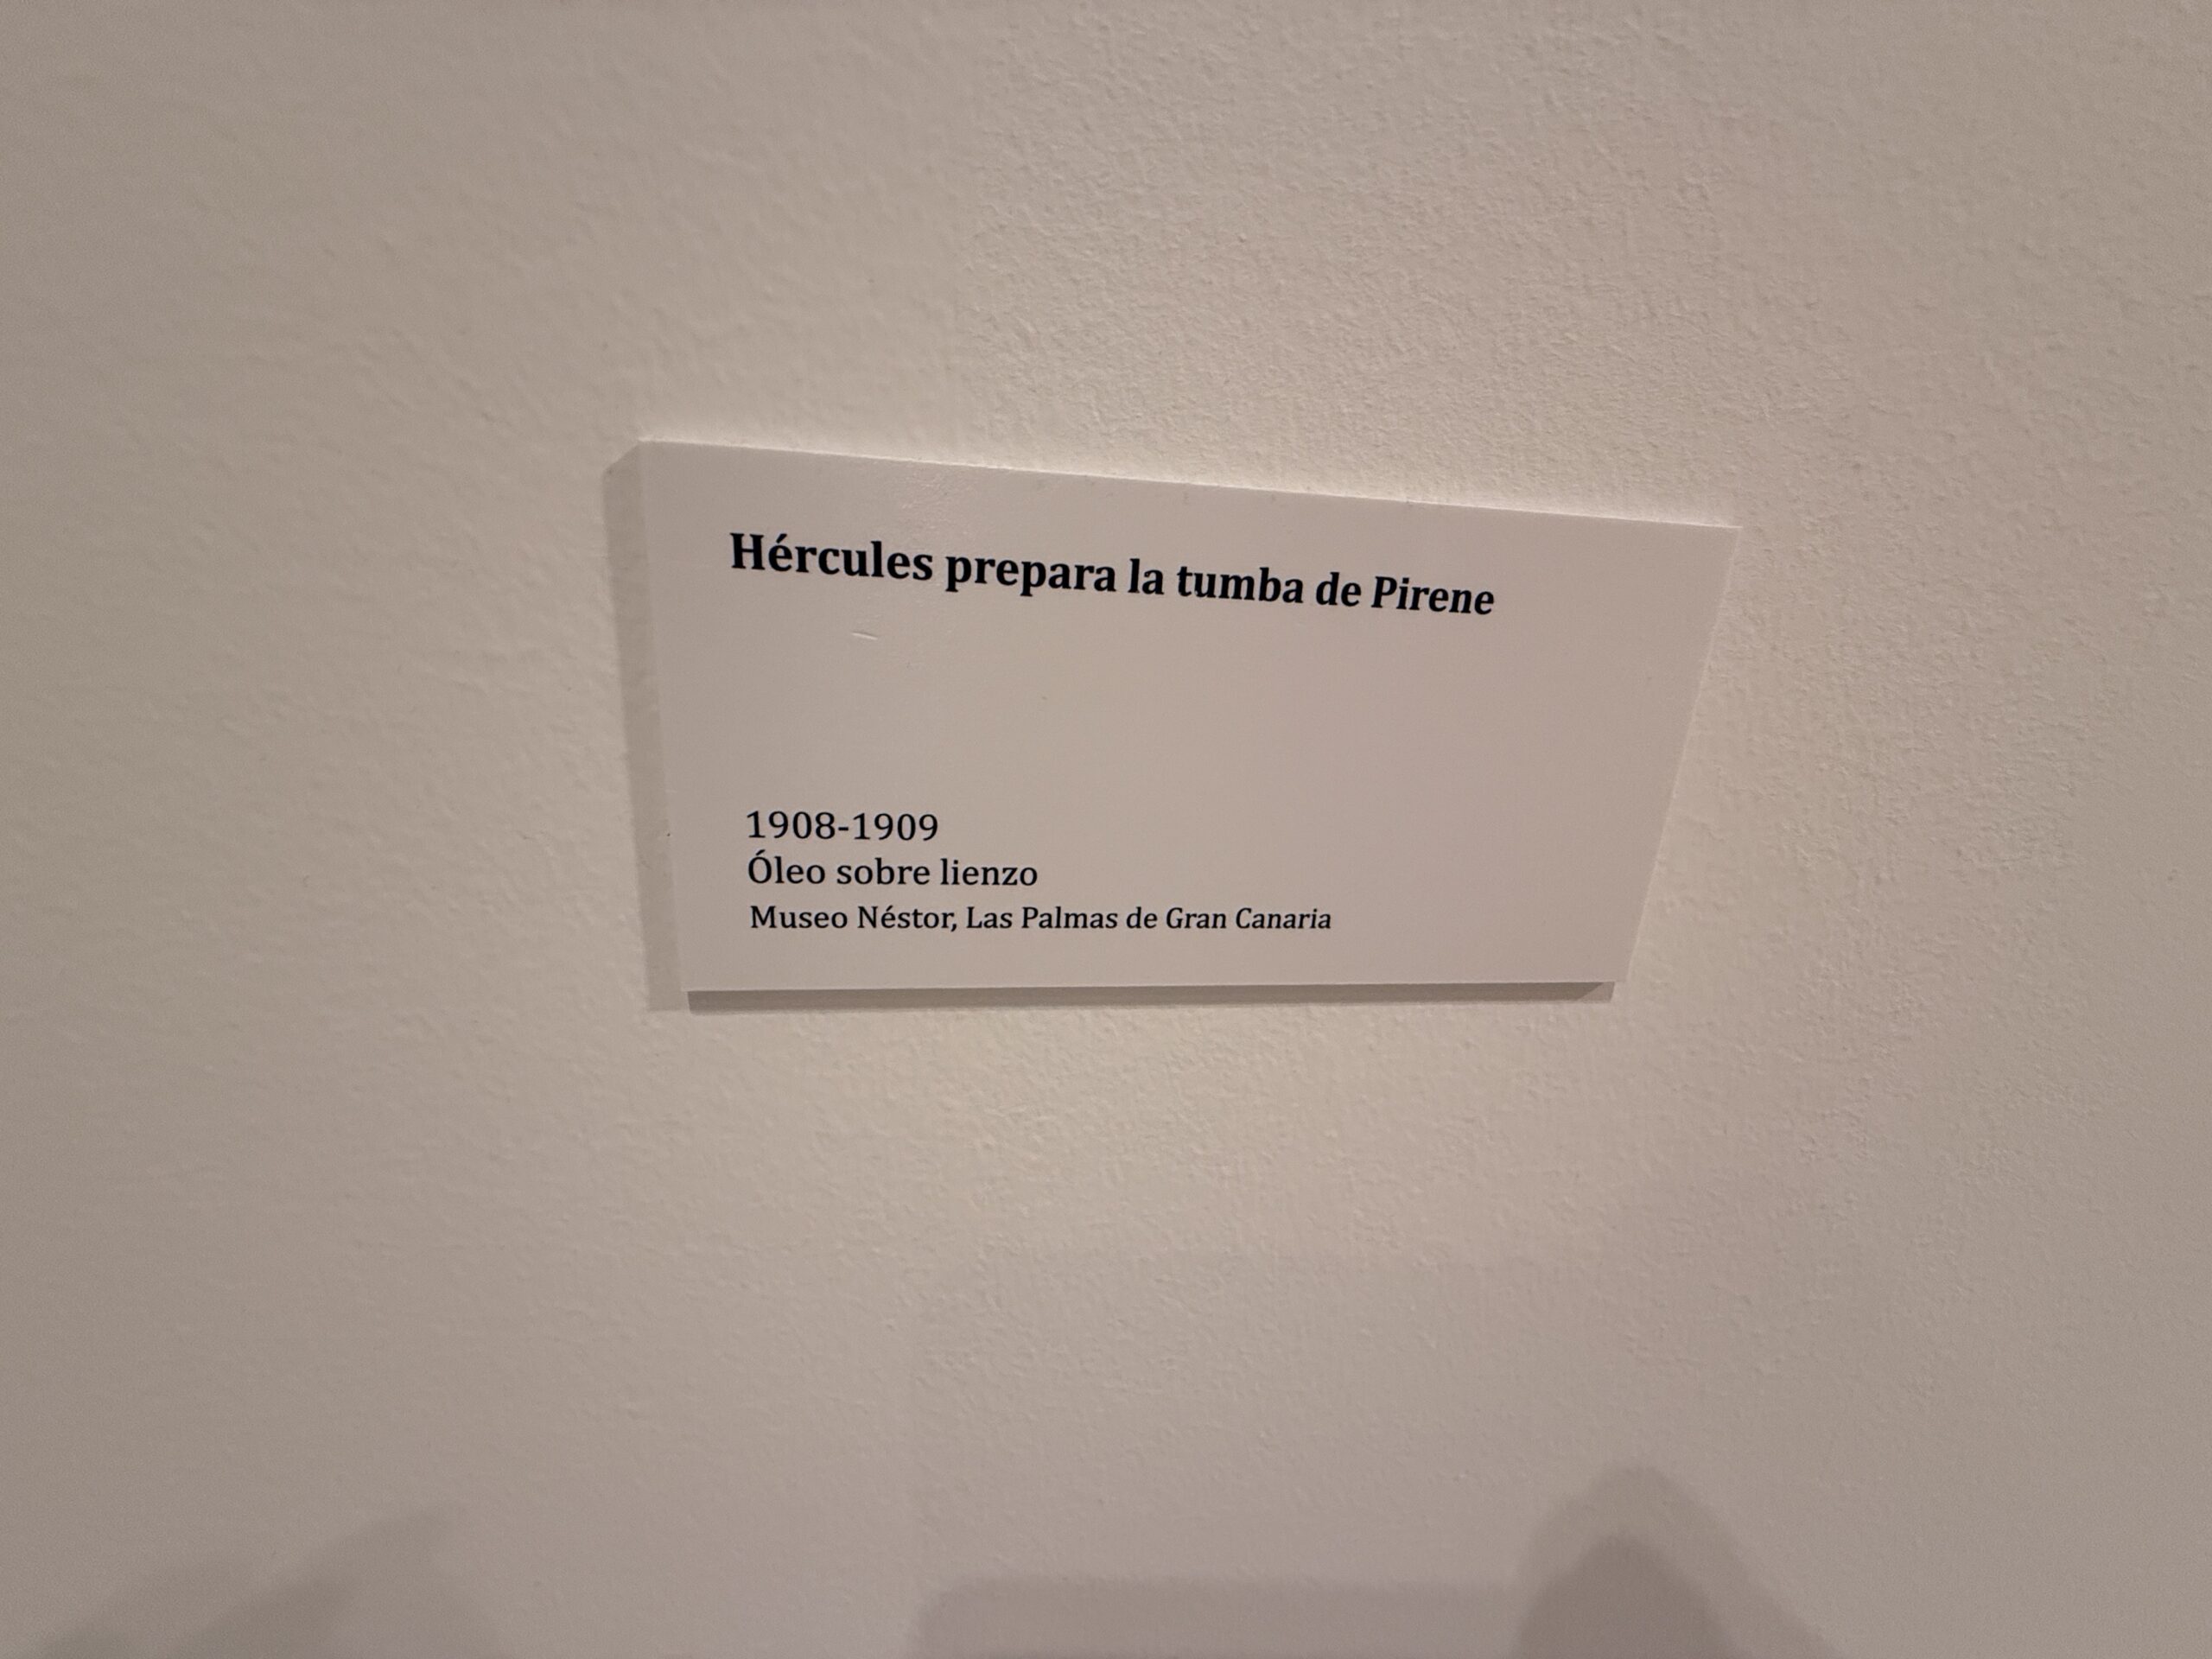 Hércules prepara la tumba de Pirene
1908-1909
Óleo sobre lienzo
Museo Néstor, Las Palmas de Gran Canaria